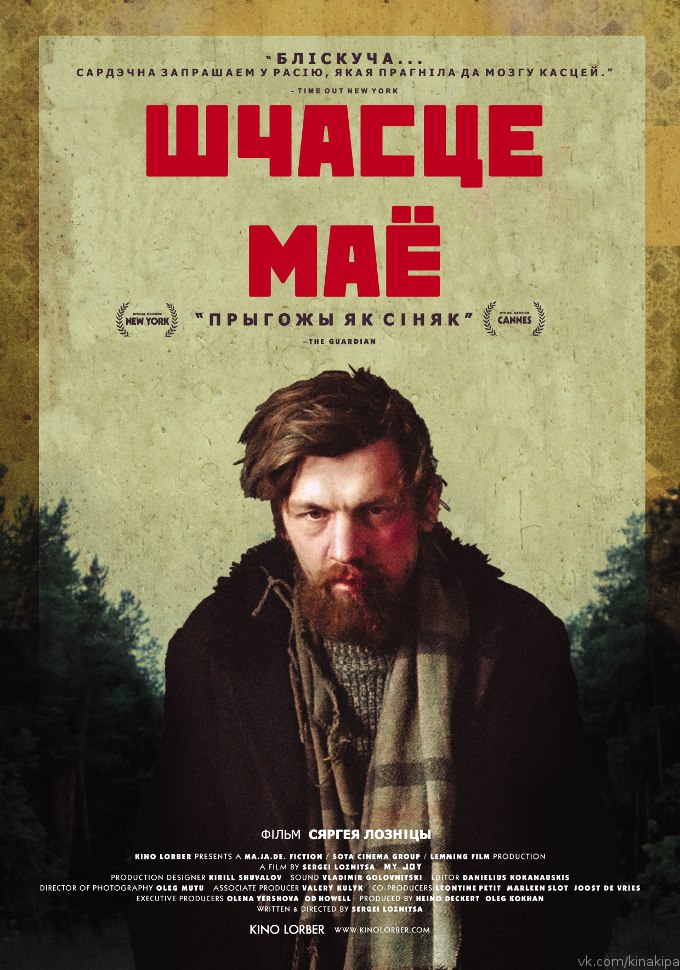 "БЛІСКУЧА...
САРДЭЧНА ЗАПРАШАЕМ У РАСІЮ, ЯКАЯ ПРАГНІЛА ДА МОЗГУ КАСЦЕЙ."
- TIME OUT NEW YORK
ШЧАСЦЕ
МАЁ
OFFICIAL SELECTION
NEW YORK
"ПРЫГОЖЫ ЯК СІНЯК"
OFFICIAL SELECTION
CANNES
—THE GUARDIAN
ФІЛЬМ СЯРГЕЯ ЛОЗНІЦЫ
KINO LORBER PRESENTS A MA.JA.DE. FICTION / SOTA CINEMA GROUP / LEMMING FILM PRODUCTION
A FILM BY SERGEI LOZNITSA MY JOY
PRODUCTION DESIGNER KIRILL SHUVALOV SOUND VLADIMIR GOLOVNITSKI EDITOR DANIELIUS KOKANAUSKIS
DIRECTOR OF PHOTOGRAPHY OLEG MUTU ASSOCIATE PRODUCER VALERY KULYK CO-PRODUCERS LEONTINE PETIT MARLEEN SLOT JOOST DE VRIES
EXECUTIVE PRODUCERS OLENA YERSHOVA OD HOWELL PRODUCED BY HEINO DECKERT OLEG KOKHAN
WRITTEN & DIRECTED BY SERGEI LOZNITSA
KINO LORBER WWW.KINOLORBER.COM
vk.com/kinakipa